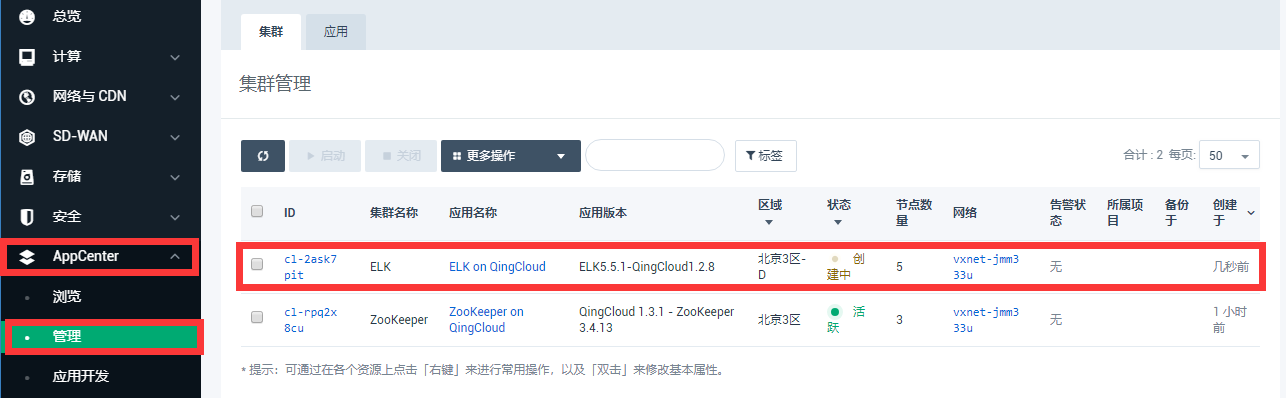 总览
计算
网络与 CDN
SD-WAN
存储
安全
AppCenter
浏览
管理
应用开发
集群 应用
集群管理
启动 关闭 更多操作 标签 合计 : 2 每页: 50
ID 集群名称 应用名称 应用版本 区域 状态 节点数量 网络 告警状态 所属项目 备份于 创建于
cl-2ask7pit ELK ELK on QingCloud ELK5.5.1-QingCloud1.2.8 北京3区-D 创建中 5 vxnet-jmm333u 无 几秒前
cl-rpq2x8cu ZooKeeper ZooKeeper on QingCloud QingCloud 1.3.1 - ZooKeeper 3.4.13 北京3区 活跃 3 vxnet-jmm333u 无 1 小时前
* 提示：可通过在各个资源上点击「右键」来进行常用操作，以及「双击」来修改基本属性。